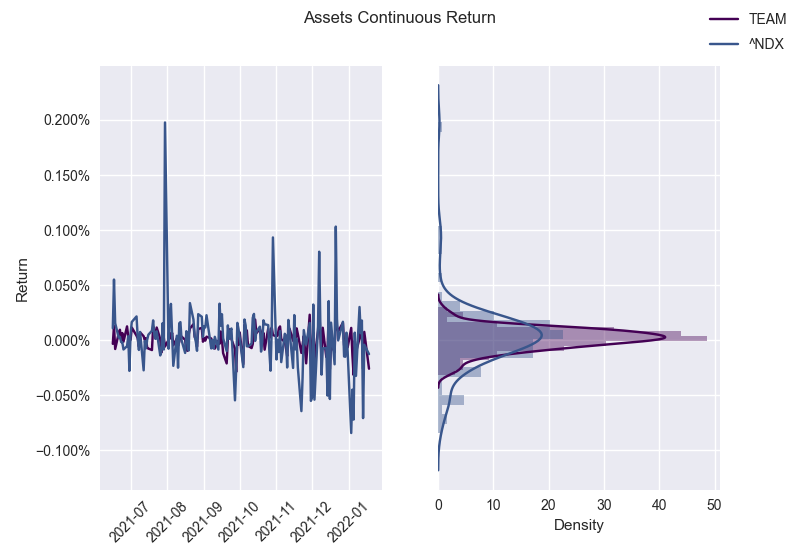 Assets Continuous Return
TEAM
^NDX
Return
0.200%
0.150%
0.100%
0.050%
0.000%
−0.050%
−0.100%
2021-07
2021-08
2021-09
2021-10
2021-11
2021-12
2022-01
0 10 20 30 40 50
Density